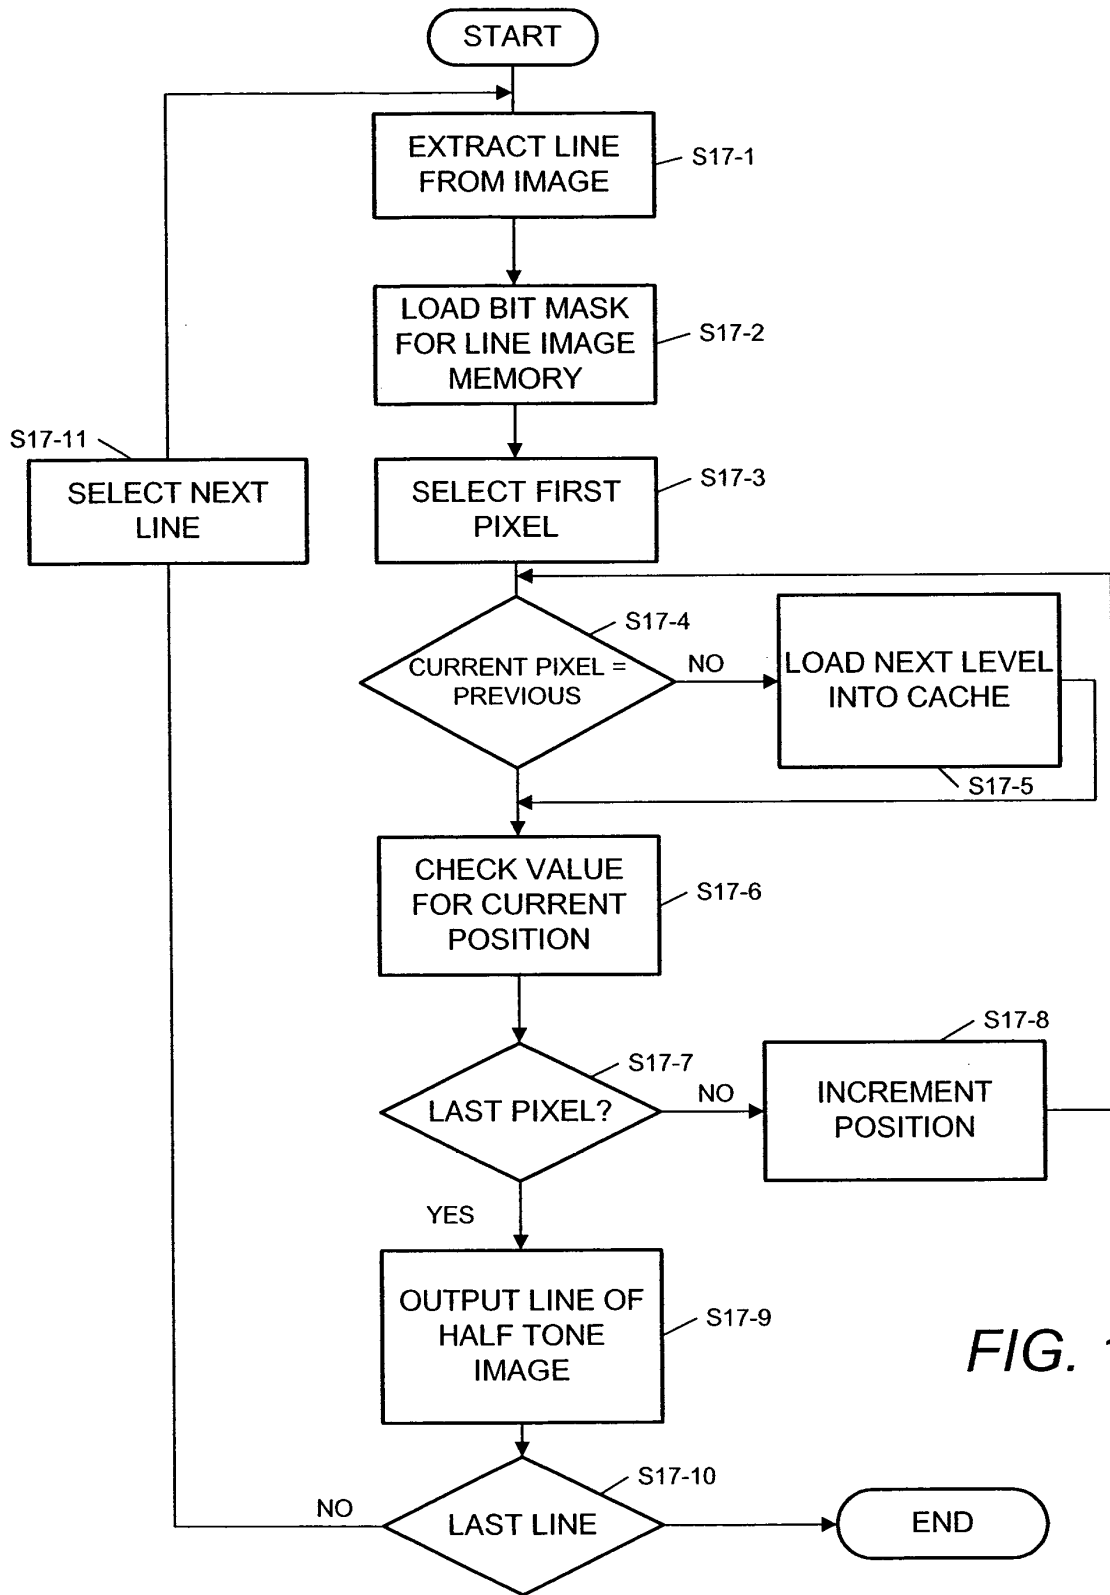 START
EXTRACT LINE
FROM IMAGE
S17-1
LOAD BIT MASK
FOR LINE IMAGE
MEMORY
S17-2
S17-11
SELECT NEXT
LINE
SELECT FIRST
PIXEL
S17-3
S17-4
CURRENT PIXEL =
PREVIOUS
NO
LOAD NEXT LEVEL
INTO CACHE
S17-5
CHECK VALUE
FOR CURRENT
POSITION
S17-6
S17-7
LAST PIXEL?
NO
S17-8
INCREMENT
POSITION
YES
OUTPUT LINE OF
HALF TONE
IMAGE
S17-9
FIG.
S17-10
NO
LAST LINE
END